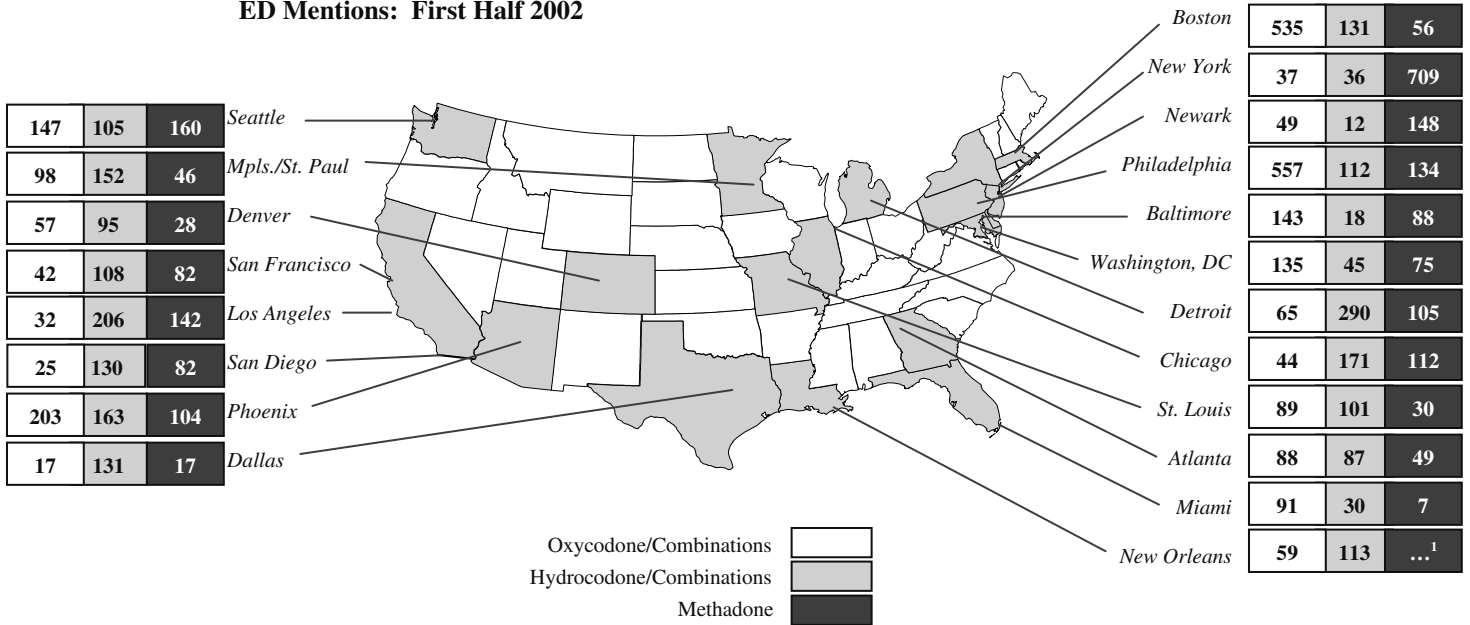 ED Mentions: First Half 2002
147 105 160 Seattle
98 152 46 Mpls./St. Paul
57 95 28 Denver
42 108 82 San Francisco
32 206 142 Los Angeles
25 130 82 San Diego
203 163 104 Phoenix
17 131 17 Dallas
Boston 535 131 56
New York 37 36 709
Newark 49 12 148
Philadelphia 557 112 134
Baltimore 143 18 88
Washington, DC 135 45 75
Detroit 65 290 105
Chicago 44 171 112
St. Louis 89 101 30
Atlanta 88 87 49
Miami 91 30 7
New Orleans 59 113 …¹
Oxycodone/Combinations
Hydrocodone/Combinations
Methadone